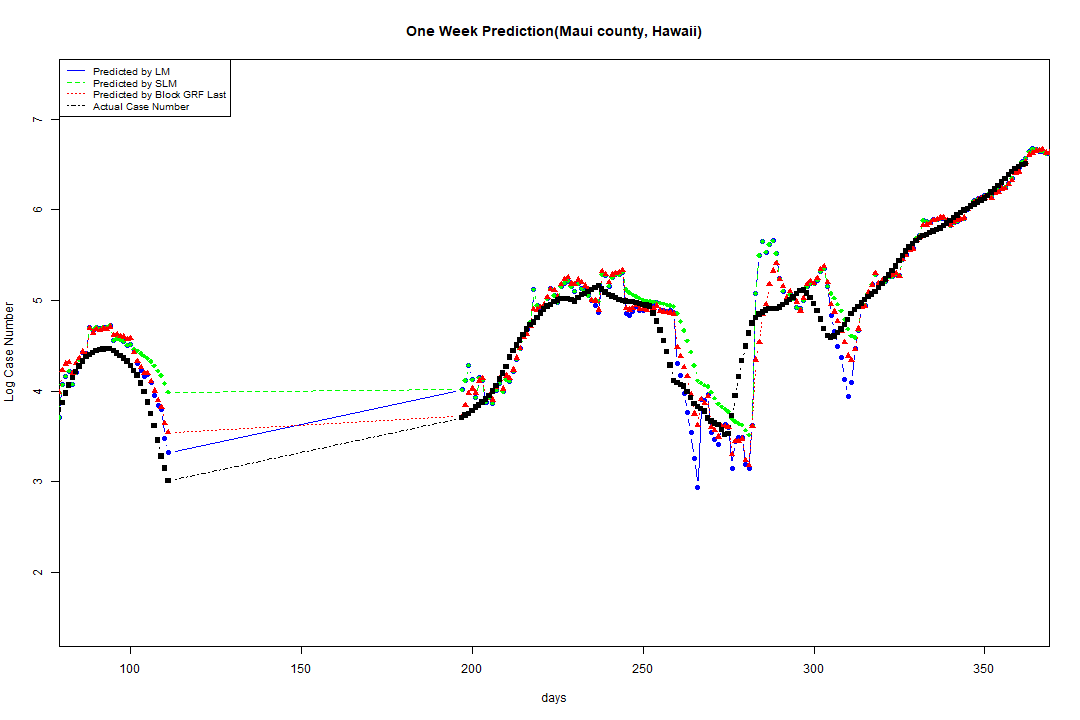 One Week Prediction(Maui county, Hawaii)
Predicted by LM
Predicted by SLM
Predicted by Block GRF Last
Actual Case Number
Log Case Number
7
6
5
4
3
2
100 150 200 250 300 350
days